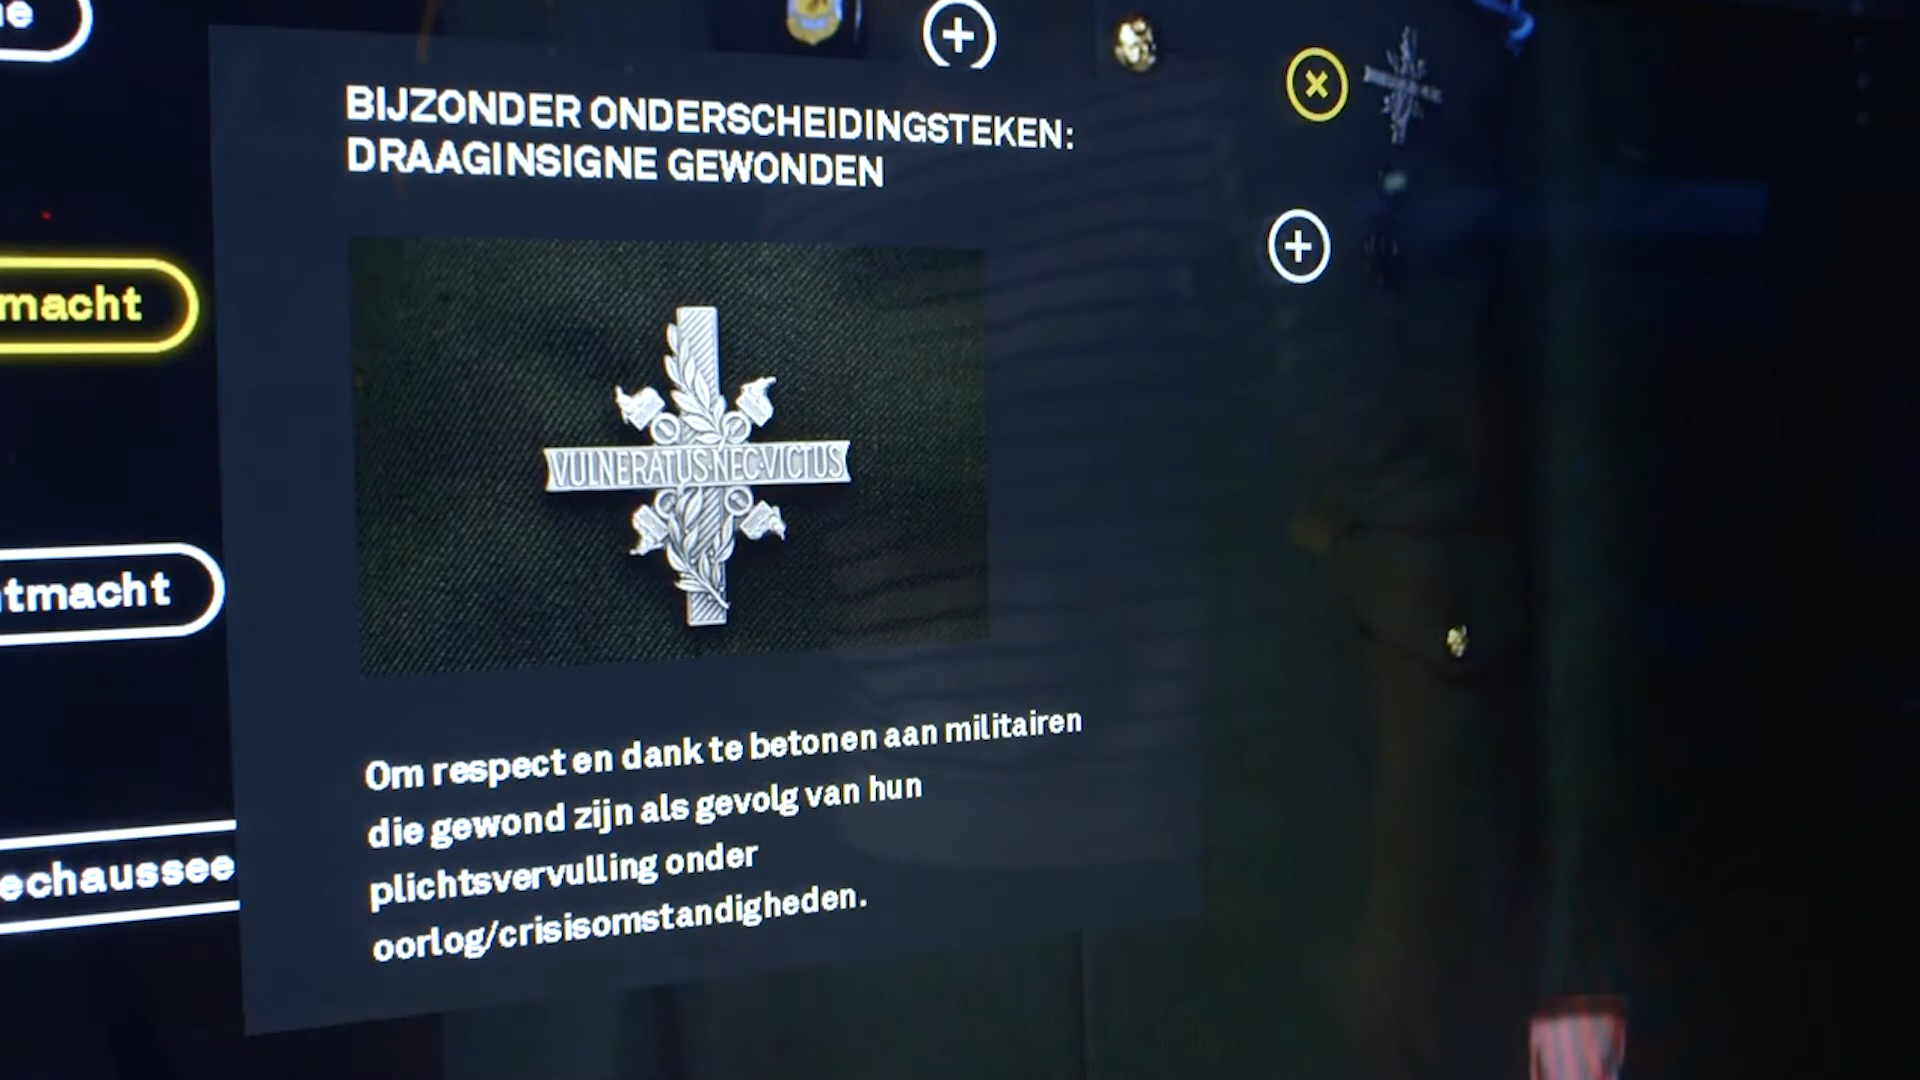 BIJZONDER ONDERSCHEIDINGSTEKEN:
DRAAGINSIGNE GEWONDEN
VULNERATUS·NEC·VICTUS
Om respect en dank te betonen aan militairen
die gewond zijn als gevolg van hun
plichtsvervulling onder
oorlog/crisisomstandigheden.
macht
tmacht
echaussee